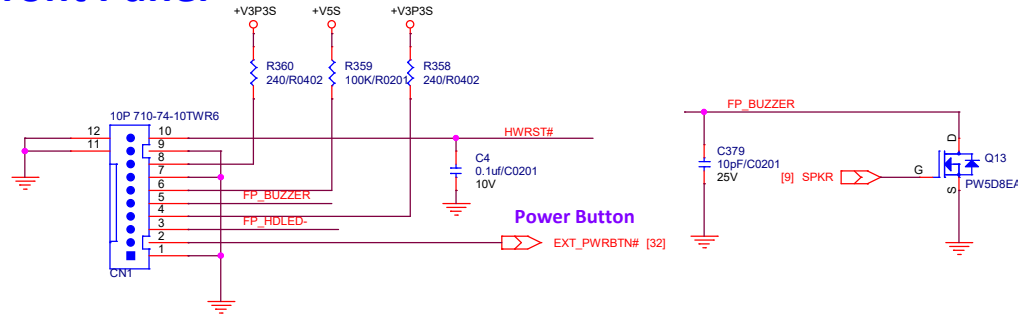 +V3P3S
+V5S
+V3P3S
R360
240/R0402
R359
100K/R0201
R358
240/R0402
10P 710-74-10TWR6
12
11
10
9
8
7
6
5
4
3
2
1
CN1
HWRST#
C4
0.1uf/C0201
10V
FP_BUZZER
FP_HDLED-
Power Button
EXT_PWRBTN# [32]
FP_BUZZER
C379
10pF/C0201
25V
[9] SPKR
G
D
S
Q13
PW5D8EA